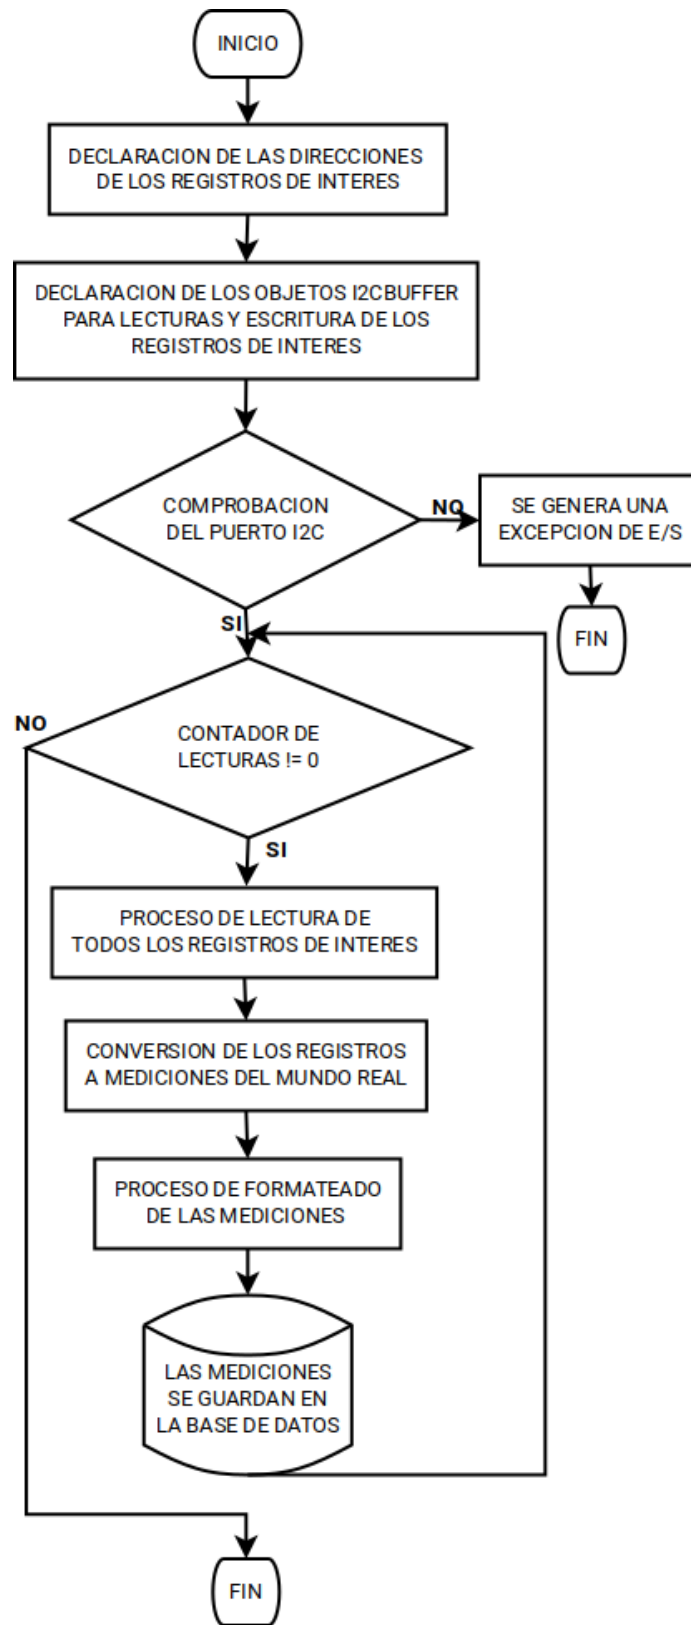 INICIO
DECLARACION DE LAS DIRECCIONES
DE LOS REGISTROS DE INTERES
DECLARACION DE LOS OBJETOS I2CBUFFER
PARA LECTURAS Y ESCRITURA DE LOS
REGISTROS DE INTERES
COMPROBACION
DEL PUERTO I2C
NO
SE GENERA UNA
EXCEPCION DE E/S
FIN
SI
CONTADOR DE
LECTURAS != 0
NO
SI
PROCESO DE LECTURA DE
TODOS LOS REGISTROS DE INTERES
CONVERSION DE LOS REGISTROS
A MEDICIONES DEL MUNDO REAL
PROCESO DE FORMATEADO
DE LAS MEDICIONES
LAS MEDICIONES
SE GUARDAN EN
LA BASE DE DATOS
FIN